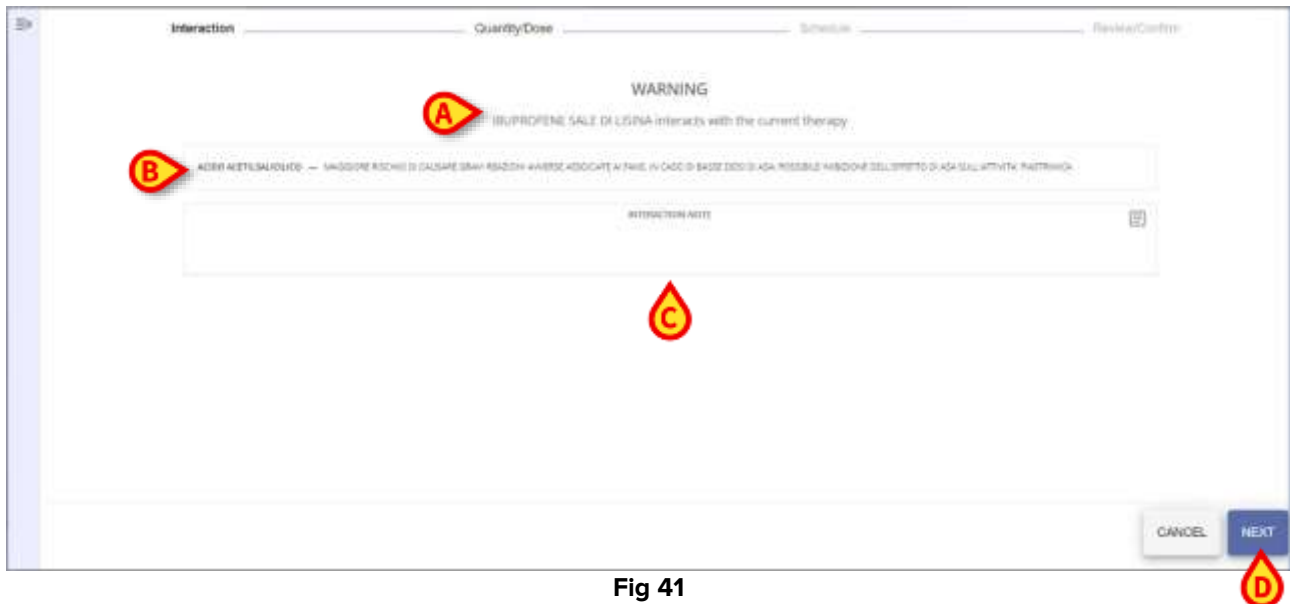 Interaction Quantity/Dose Schedule Review/Confirm
WARNING
A IBUPROFENE SALE DI LISINA interacts with the current therapy
B ACIDO ACETILSALICILICO — MAGGIORE RISCHIO DI CAUSARE GRAVI REAZIONI AVVERSE ASSOCIATE AI FANS. IN CASO DI BASSE DOSI DI ASA: POSSIBILE INIBIZIONE DELL'EFFETTO DI ASA SULL'ATTIVITA' PIASTRINICA
INTERACTION NOTE
C
CANCEL NEXT
D
Fig 41